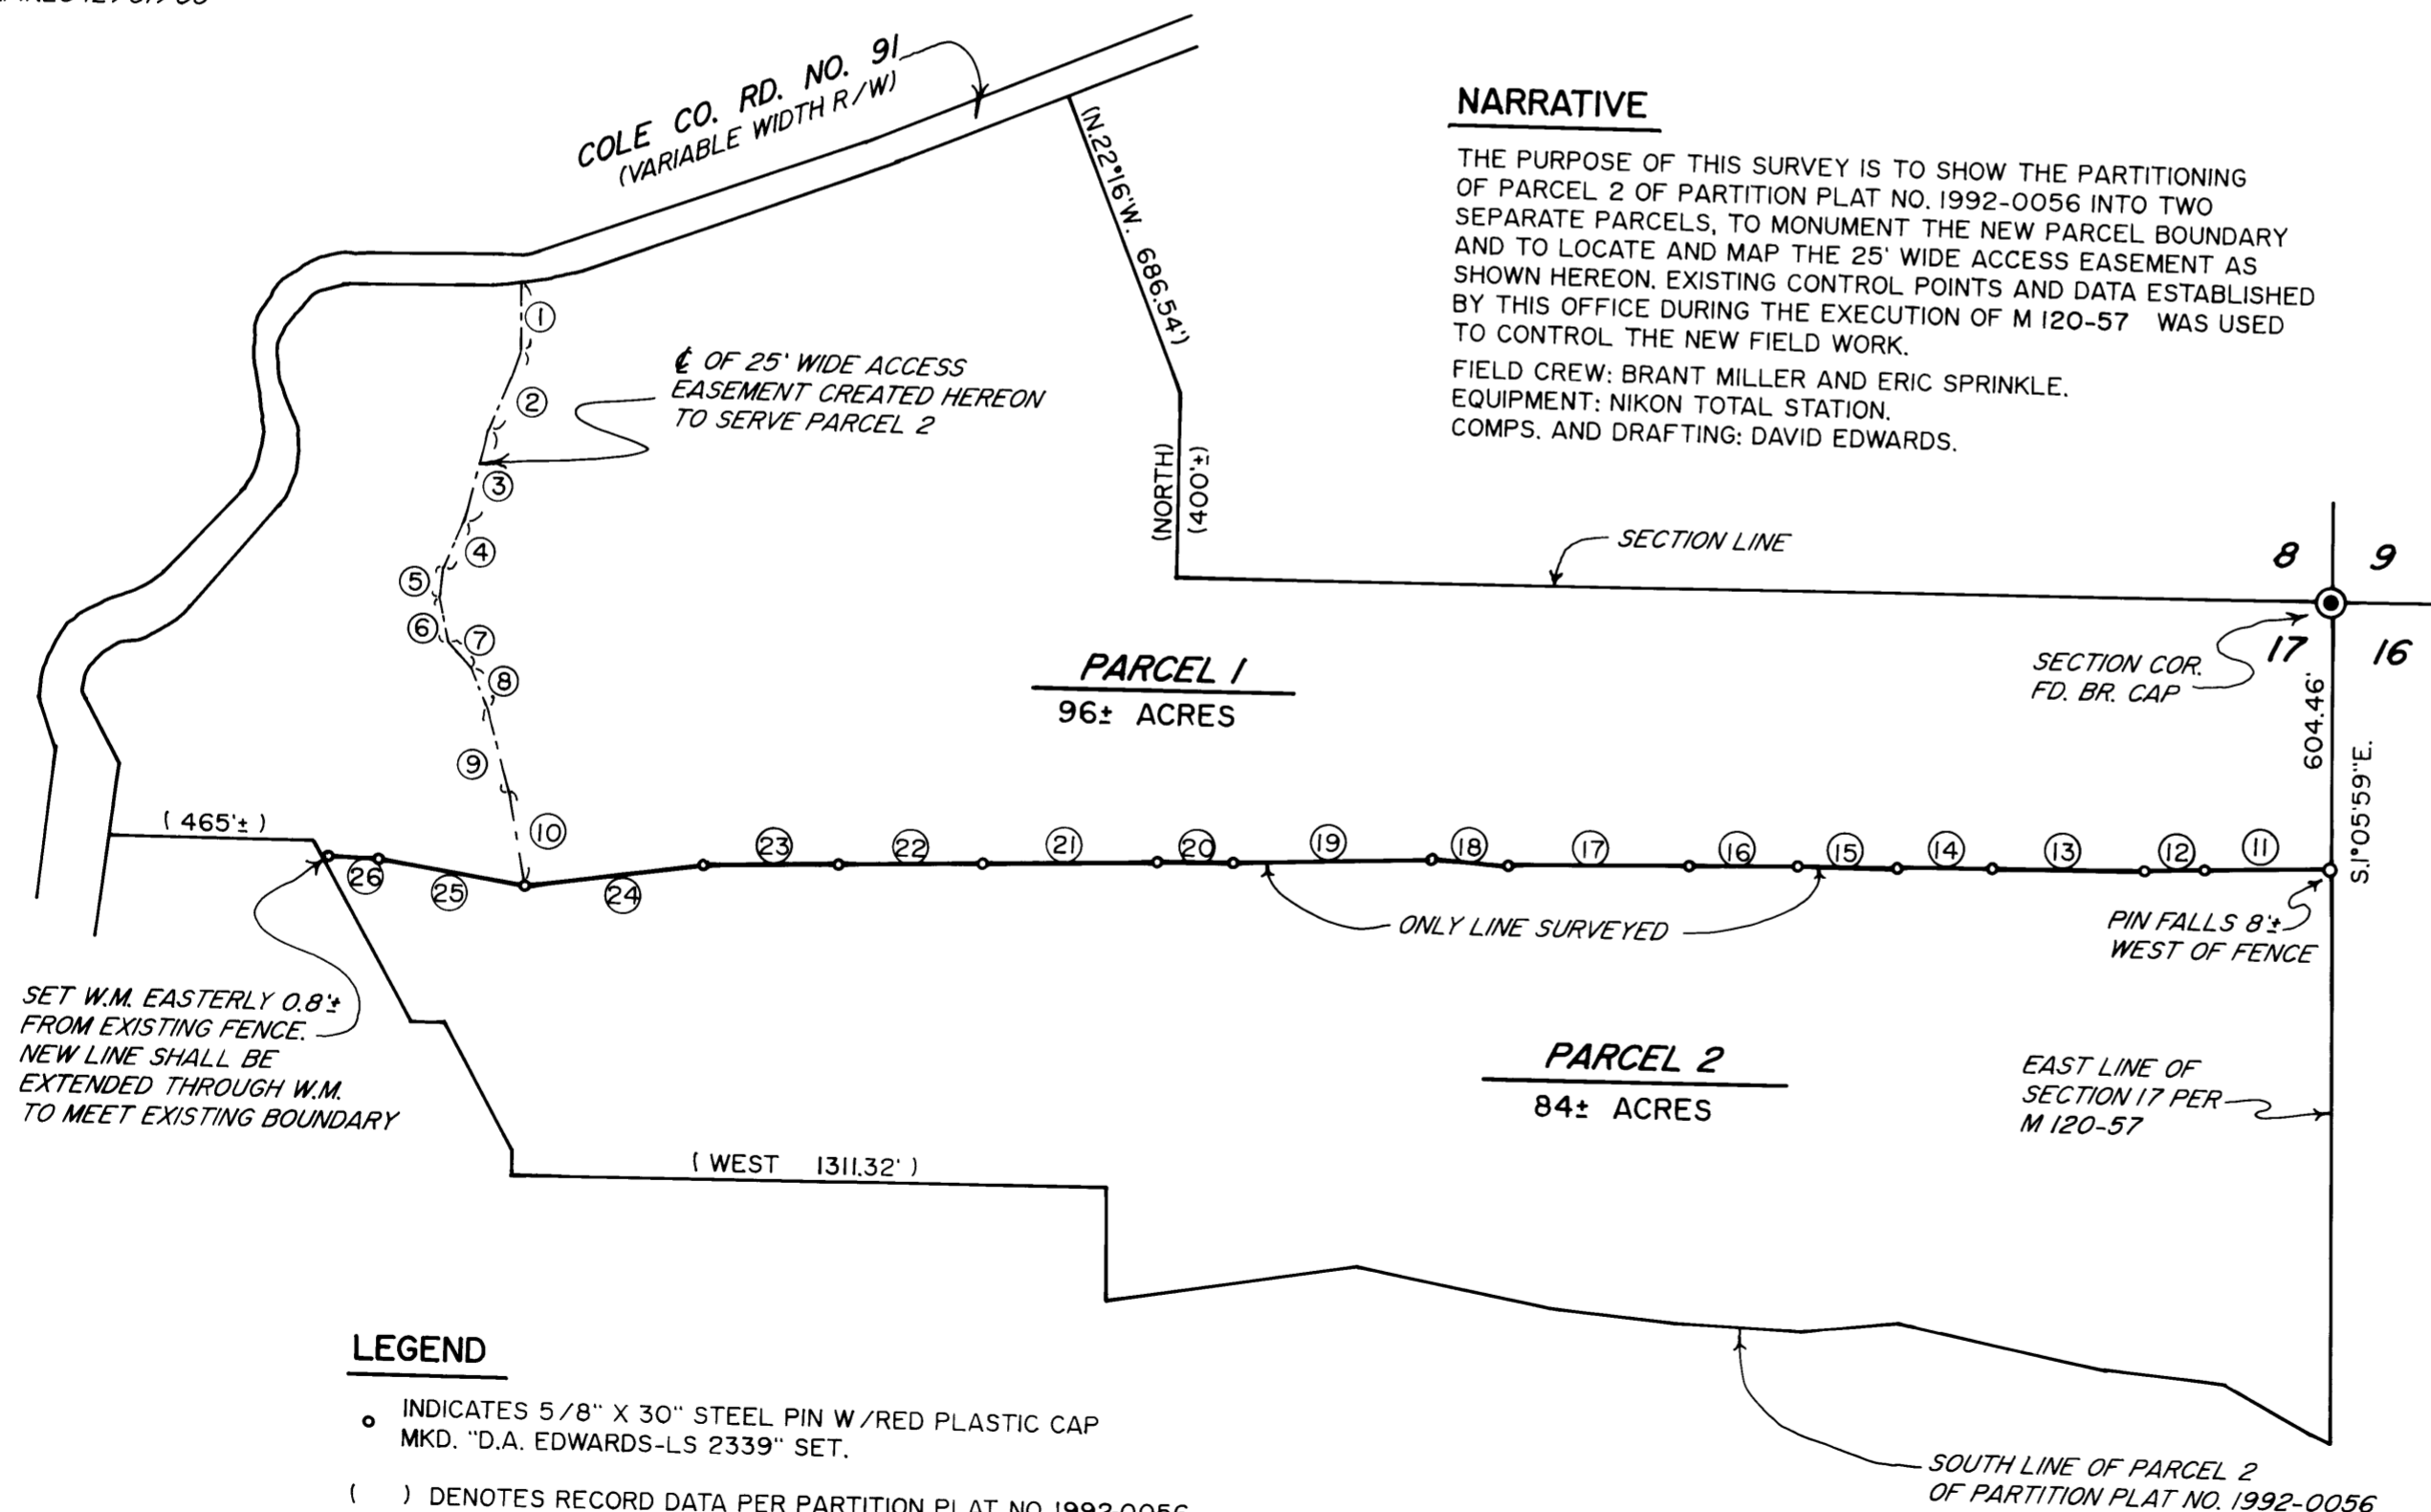 COLE CO. RD. NO. 91
(VARIABLE WIDTH R/W)
NARRATIVE
THE PURPOSE OF THIS SURVEY IS TO SHOW THE PARTITIONING
OF PARCEL 2 OF PARTITION PLAT NO. 1992-0056 INTO TWO
SEPARATE PARCELS, TO MONUMENT THE NEW PARCEL BOUNDARY
AND TO LOCATE AND MAP THE 25' WIDE ACCESS EASEMENT AS
SHOWN HEREON. EXISTING CONTROL POINTS AND DATA ESTABLISHED
BY THIS OFFICE DURING THE EXECUTION OF M 120-57 WAS USED
TO CONTROL THE NEW FIELD WORK.
FIELD CREW: BRANT MILLER AND ERIC SPRINKLE.
EQUIPMENT: NIKON TOTAL STATION.
COMPS. AND DRAFTING: DAVID EDWARDS.
(N.22°16'W. 686.54')
(NORTH)
(400'±)
℄ OF 25' WIDE ACCESS
EASEMENT CREATED HEREON
TO SERVE PARCEL 2
1
2
3
4
5
6
7
8
9
10
SECTION LINE
8 9
17 16
SECTION COR.
FD. BR. CAP
604.46'
S.1°05'59"E.
PARCEL 1
96± ACRES
( 465'± )
26
25
24
23
22
21
20
19
18
17
16
15
14
13
12
11
ONLY LINE SURVEYED
PIN FALLS 8'±
WEST OF FENCE
SET W.M. EASTERLY 0.8'±
FROM EXISTING FENCE.
NEW LINE SHALL BE
EXTENDED THROUGH W.M.
TO MEET EXISTING BOUNDARY
PARCEL 2
84± ACRES
EAST LINE OF
SECTION 17 PER
M 120-57
( WEST 1311.32' )
LEGEND
INDICATES 5/8" X 30" STEEL PIN W/RED PLASTIC CAP
MKD. "D.A. EDWARDS-LS 2339" SET.
( ) DENOTES RECORD DATA PER PARTITION PLAT NO. 1992-0056
SOUTH LINE OF PARCEL 2
OF PARTITION PLAT NO. 1992-0056